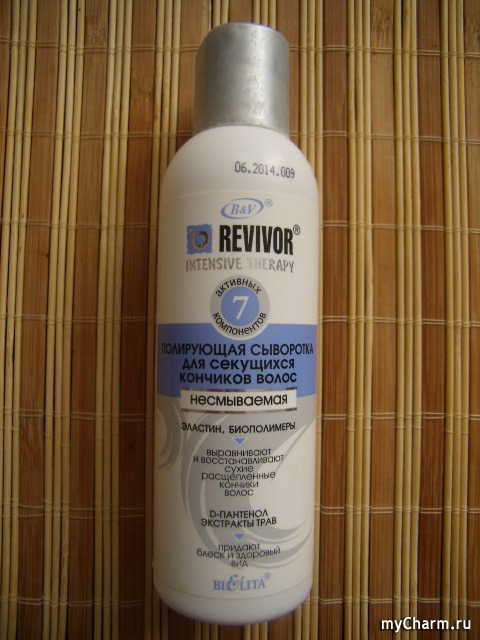 06.2014.009
B&V®
REVIVOR®
INTENSIVE THERAPY
АКТИВНЫХ
7
КОМПОНЕНТОВ
ПОЛИРУЮЩАЯ СЫВОРОТКА
ДЛЯ СЕКУЩИХСЯ
КОНЧИКОВ ВОЛОС
НЕСМЫВАЕМАЯ
ЭЛАСТИН, БИОПОЛИМЕРЫ
ВЫРАВНИВАЮТ
И ВОССТАНАВЛИВАЮТ
СУХИЕ
РАСЩЕПЛЕННЫЕ
КОНЧИКИ
ВОЛОС
D-ПАНТЕНОЛ
ЭКСТРАКТЫ ТРАВ
ПРИДАЮТ
БЛЕСК И ЗДОРОВЫЙ
ВИД
BIELITA®
myCharm.ru